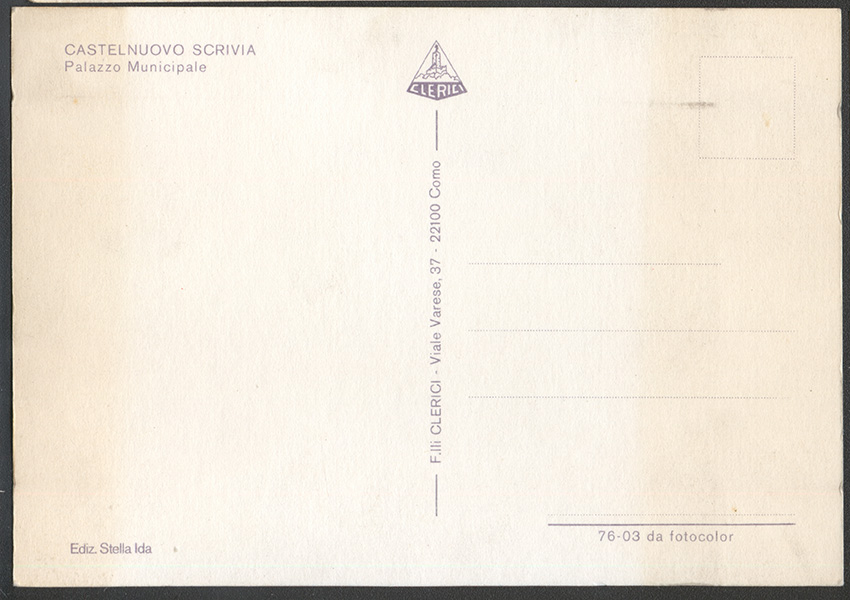 CASTELNUOVO SCRIVIA
Palazzo Municipale
CLERICI
F.lli CLERICI - Viale Varese, 37 - 22100 Como
Ediz. Stella Ida
76-03 da fotocolor